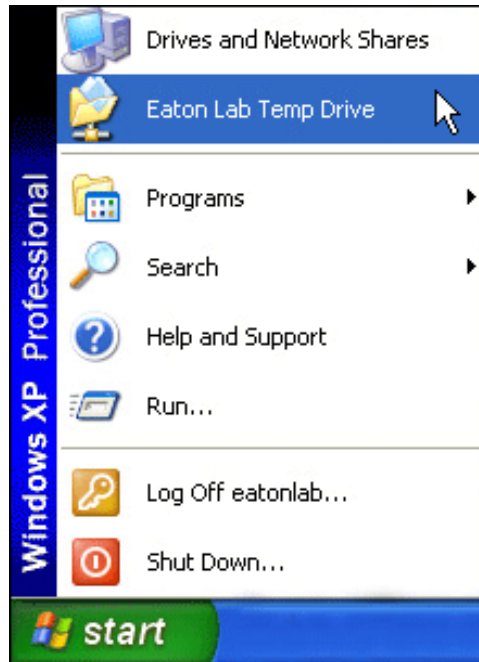 Drives and Network Shares
Eaton Lab Temp Drive
Programs
Search
Help and Support
Run...
Log Off eatonlab...
Shut Down...
Windows XP Professional
start